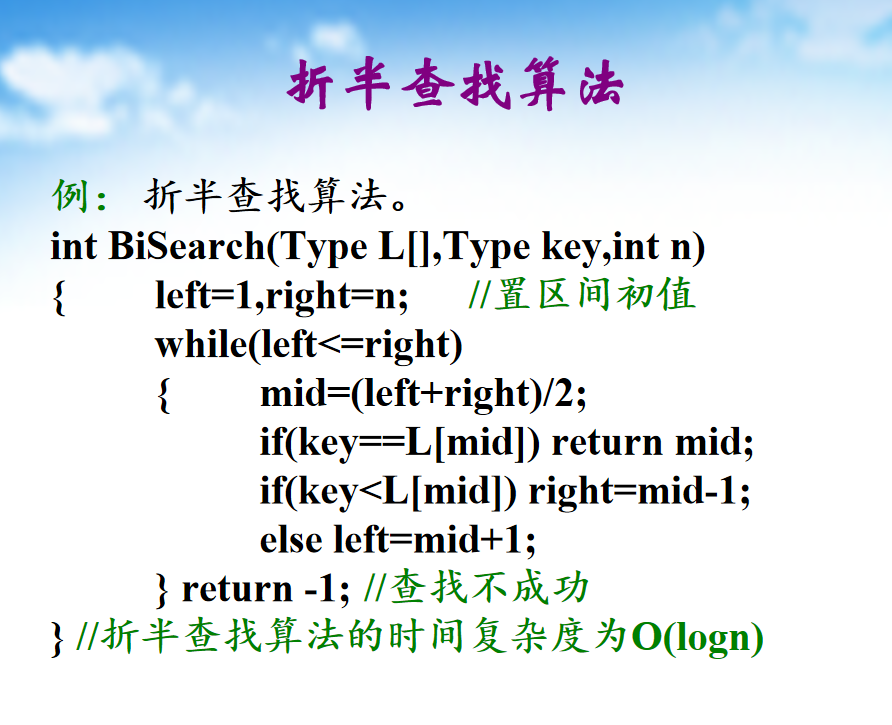 折半查找算法
例： 折半查找算法。
int BiSearch(Type L[],Type key,int n)
{ left=1,right=n; //置区间初值
while(left<=right)
{ mid=(left+right)/2;
if(key==L[mid]) return mid;
if(key<L[mid]) right=mid-1;
else left=mid+1;
} return -1; //查找不成功
} //折半查找算法的时间复杂度为O(logn)